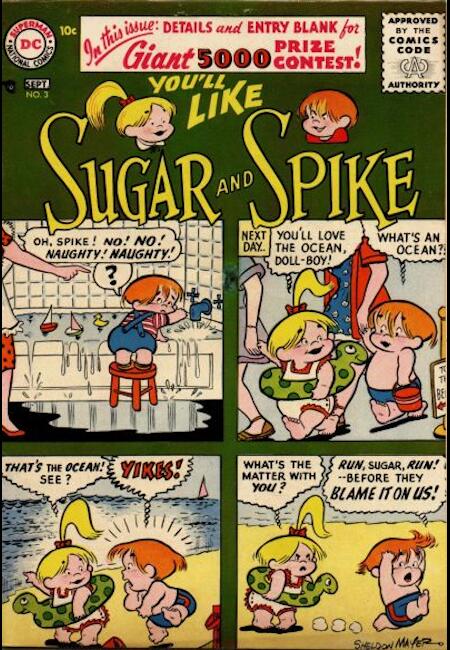 SUPERMAN
DC
NATIONAL COMICS
10¢
SEPT.
NO. 3
In this issue: DETAILS and ENTRY BLANK for
Giant 5000 PRIZE CONTEST!
APPROVED
BY THE
COMICS
CODE
CA
AUTHORITY
YOU'LL
LIKE
SUGAR AND SPIKE
OH, SPIKE! NO! NO!
NAUGHTY! NAUGHTY!
?
NEXT
DAY..
YOU'LL LOVE
THE OCEAN,
DOLL-BOY!
WHAT'S AN
OCEAN?
THAT'S THE OCEAN!
SEE?
YIKES!
WHAT'S THE
MATTER WITH
YOU?
RUN, SUGAR, RUN!
--BEFORE THEY
BLAME IT ON US!
SHELDON MAYER